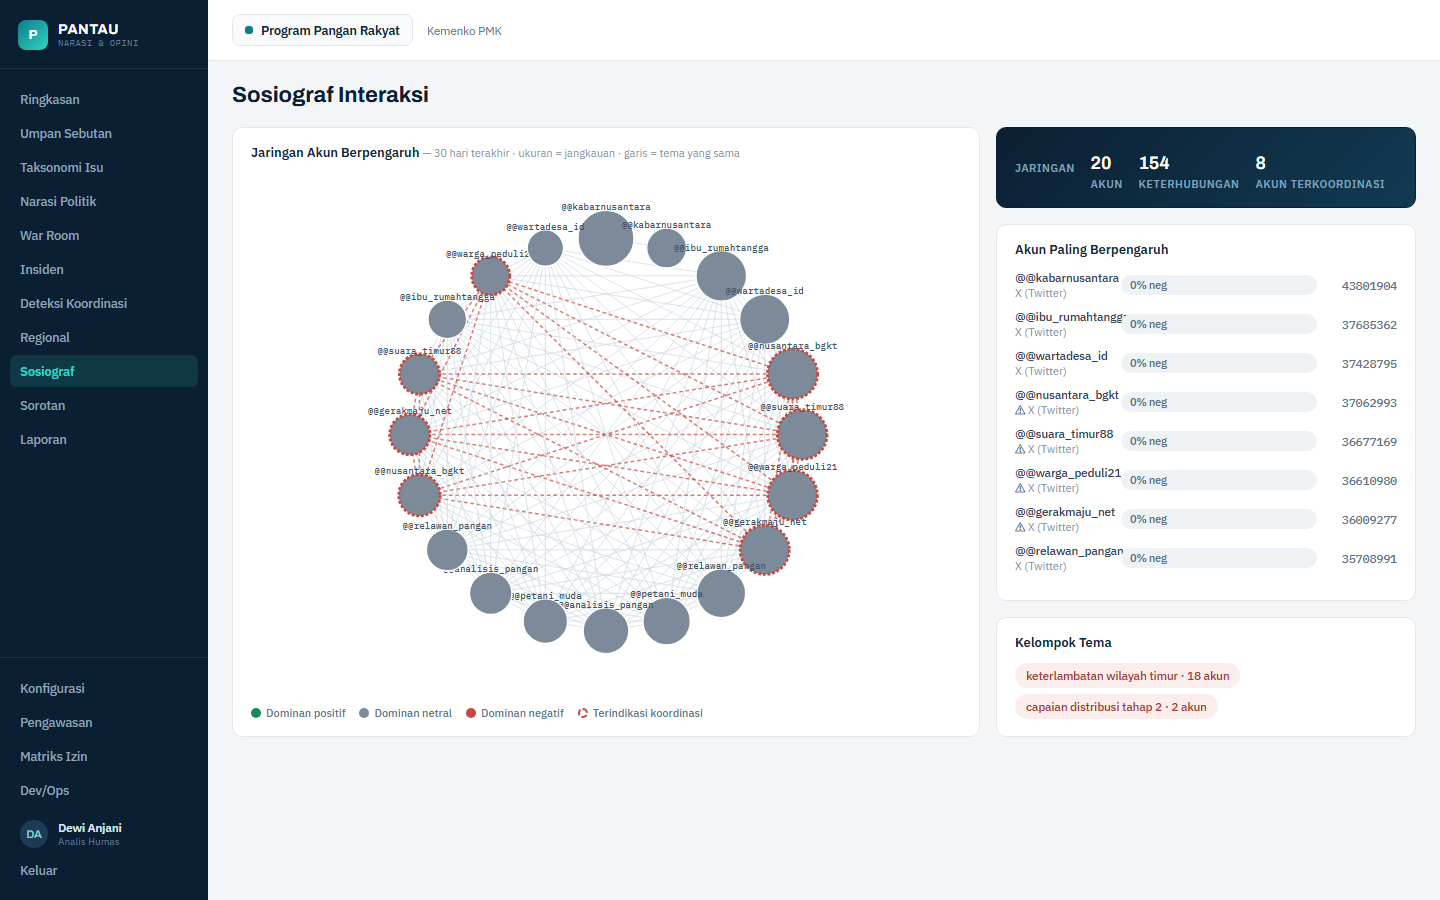 P
PANTAU
NARASI & OPINI
Ringkasan
Umpan Sebutan
Taksonomi Isu
Narasi Politik
War Room
Insiden
Deteksi Koordinasi
Regional
Sosiograf
Sorotan
Laporan
Konfigurasi
Pengawasan
Matriks Izin
Dev/Ops
DA
Dewi Anjani
Analis Humas
Keluar
Program Pangan Rakyat
Kemenko PMK
Sosiograf Interaksi
Jaringan Akun Berpengaruh — 30 hari terakhir · ukuran = jangkauan · garis = tema yang sama
@@kabarnusantara
@@wartadesa_id
@@kabarnusantara
@@warga_peduli2
@@ibu_rumahtangga
@@ibu_rumahtangga
@@wartadesa_id
@@suara_timur88
@@nusantara_bgkt
@@gerakmaju_net
@@suara_timur88
@@nusantara_bgkt
@@warga_peduli21
@@relawan_pangan
@@gerakmaju_net
analisis_pangan
@@relawan_pangan
@petani_muda
@@petani_muda
@analisis_pangan
Dominan positif
Dominan netral
Dominan negatif
Terindikasi koordinasi
JARINGAN
20
AKUN
154
KETERHUBUNGAN
8
AKUN TERKOORDINASI
Akun Paling Berpengaruh
@@kabarnusantara
X (Twitter)
0% neg
43801904
@@ibu_rumahtangga
X (Twitter)
0% neg
37685362
@@wartadesa_id
X (Twitter)
0% neg
37428795
@@nusantara_bgkt
⚠ X (Twitter)
0% neg
37062993
@@suara_timur88
⚠ X (Twitter)
0% neg
36677169
@@warga_peduli21
⚠ X (Twitter)
0% neg
36610980
@@gerakmaju_net
⚠ X (Twitter)
0% neg
36009277
@@relawan_pangan
X (Twitter)
0% neg
35708991
Kelompok Tema
keterlambatan wilayah timur · 18 akun
capaian distribusi tahap 2 · 2 akun